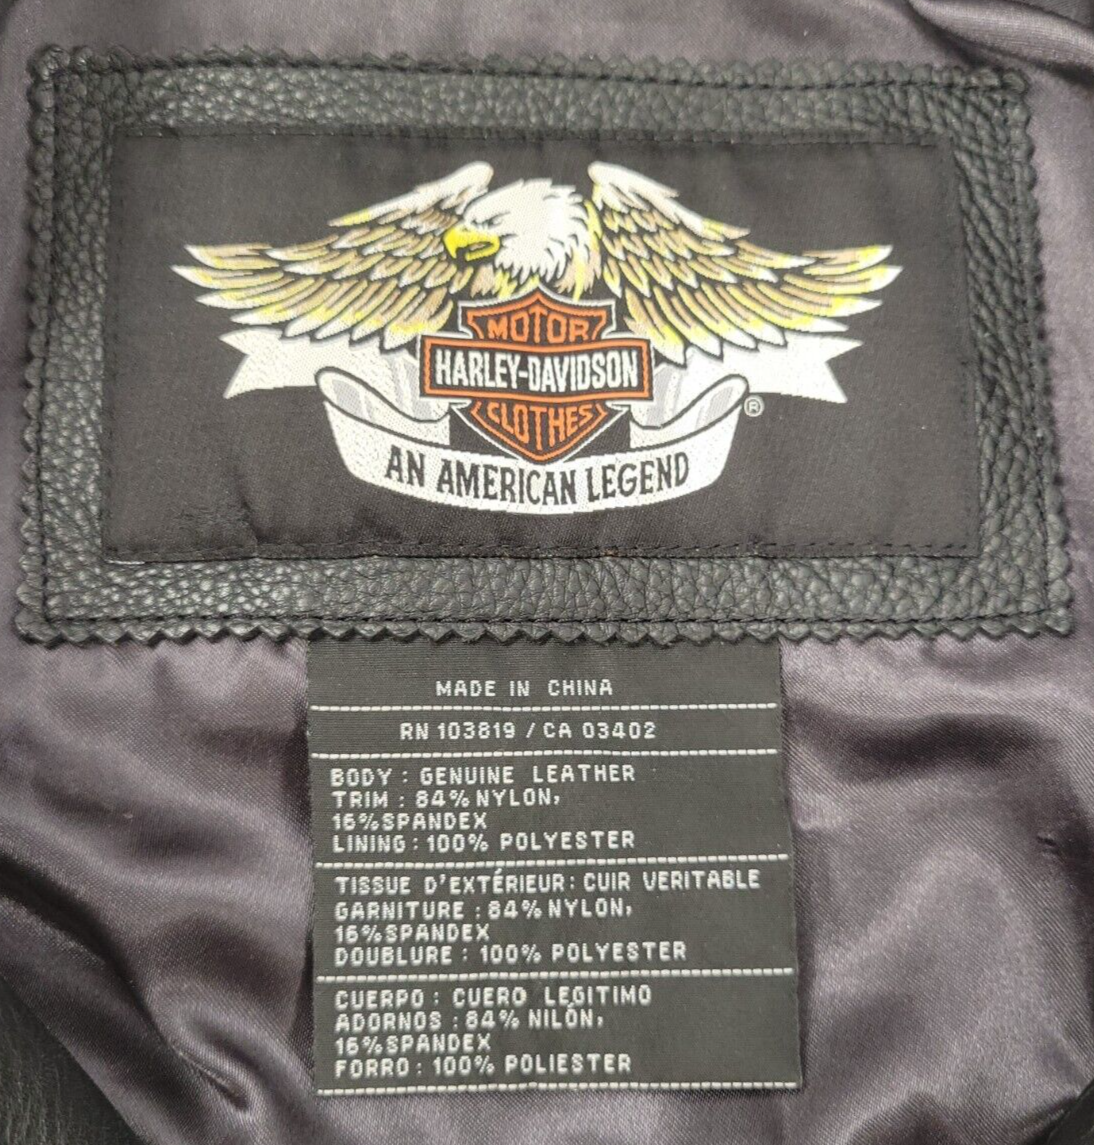 MOTOR
HARLEY-DAVIDSON
CLOTHES
®
AN AMERICAN LEGEND
MADE IN CHINA
RN 103819 / CA 03402
BODY : GENUINE LEATHER
TRIM : 84% NYLON,
16%SPANDEX
LINING : 100% POLYESTER
TISSUE D'EXTÉRIEUR : CUIR VERITABLE
GARNITURE : 84% NYLON,
16%SPANDEX
DOUBLURE : 100% POLYESTER
CUERPO : CUERO LEGITIMO
ADORNOS : 84% NILÓN,
16%SPANDEX
FORRO : 100% POLIESTER